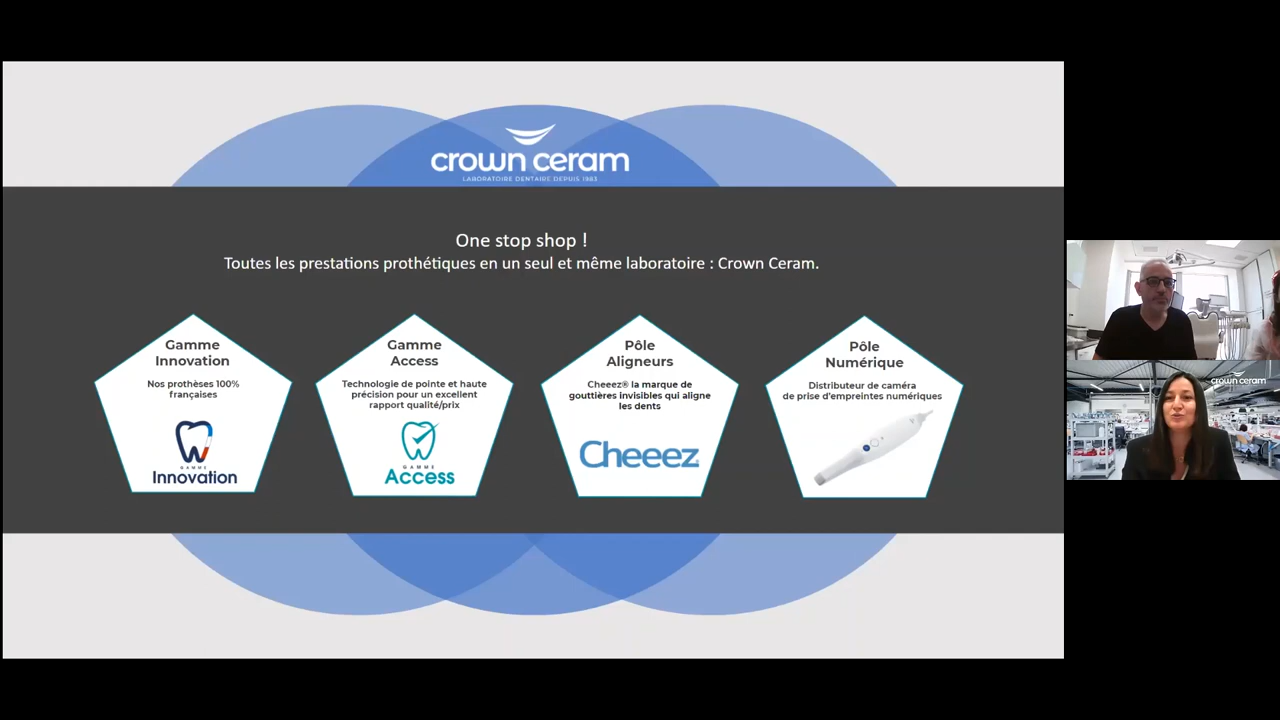 crown ceram
LABORATOIRE DENTAIRE DEPUIS 1983
One stop shop !
Toutes les prestations prothétiques en un seul et même laboratoire : Crown Ceram.
Gamme
Innovation
Nos prothèses 100%
françaises
GAMME
Innovation
Gamme
Access
Technologie de pointe et haute
précision pour un excellent
rapport qualité/prix
GAMME
Access
Pôle
Aligneurs
Cheeez® la marque de
gouttières invisibles qui aligne
les dents
Cheeez
Pôle
Numérique
Distributeur de caméra
de prise d'empreintes numériques
crown ceram